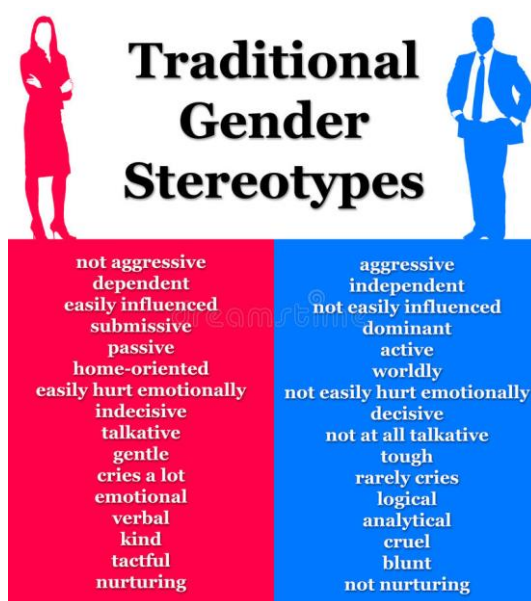 Traditional
Gender
Stereotypes
not aggressive
dependent
easily influenced
submissive
passive
home-oriented
easily hurt emotionally
indecisive
talkative
gentle
cries a lot
emotional
verbal
kind
tactful
nurturing
aggressive
independent
not easily influenced
dominant
active
worldly
not easily hurt emotionally
decisive
not at all talkative
tough
rarely cries
logical
analytical
cruel
blunt
not nurturing
dreamstime